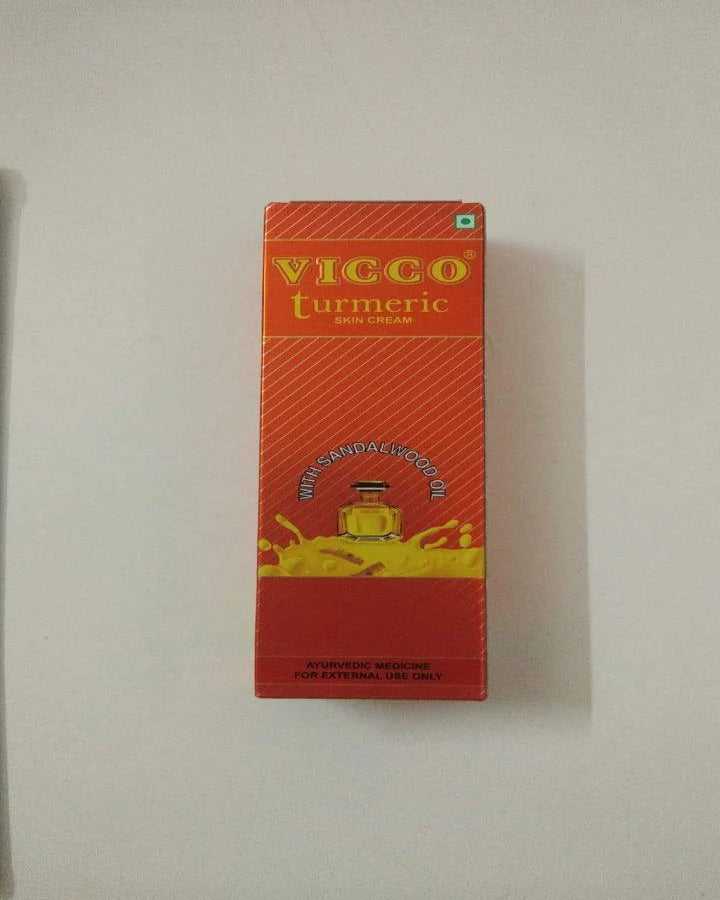 VICCO®
turmeric
SKIN CREAM
WITH SANDALWOOD OIL
AYURVEDIC MEDICINE
FOR EXTERNAL USE ONLY